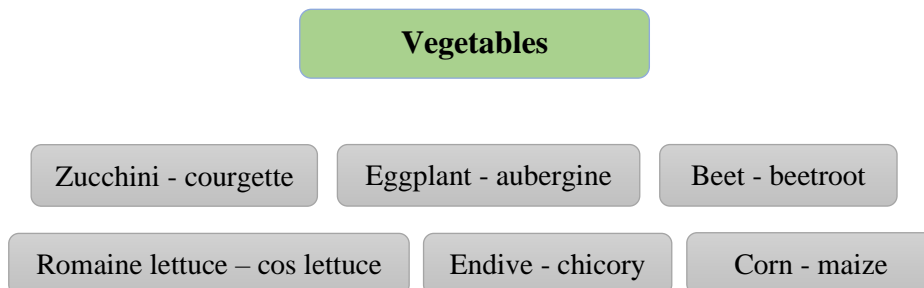 Vegetables
Zucchini - courgette
Eggplant - aubergine
Beet - beetroot
Romaine lettuce – cos lettuce
Endive - chicory
Corn - maize